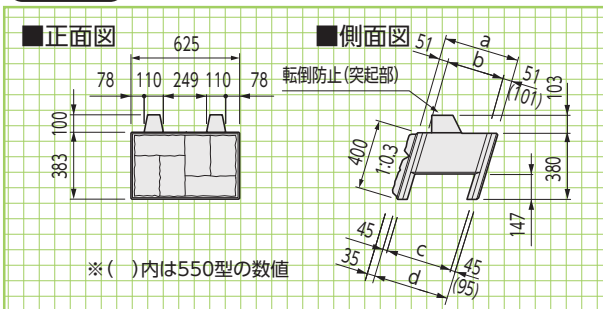 ■正面図
625
78 110 249 110 78
100
383
※(　)内は550型の数値
■側面図
転倒防止(突起部)
51
a
b
51
(101)
103
400
1:0.3
380
147
45
35
c
d
45
(95)